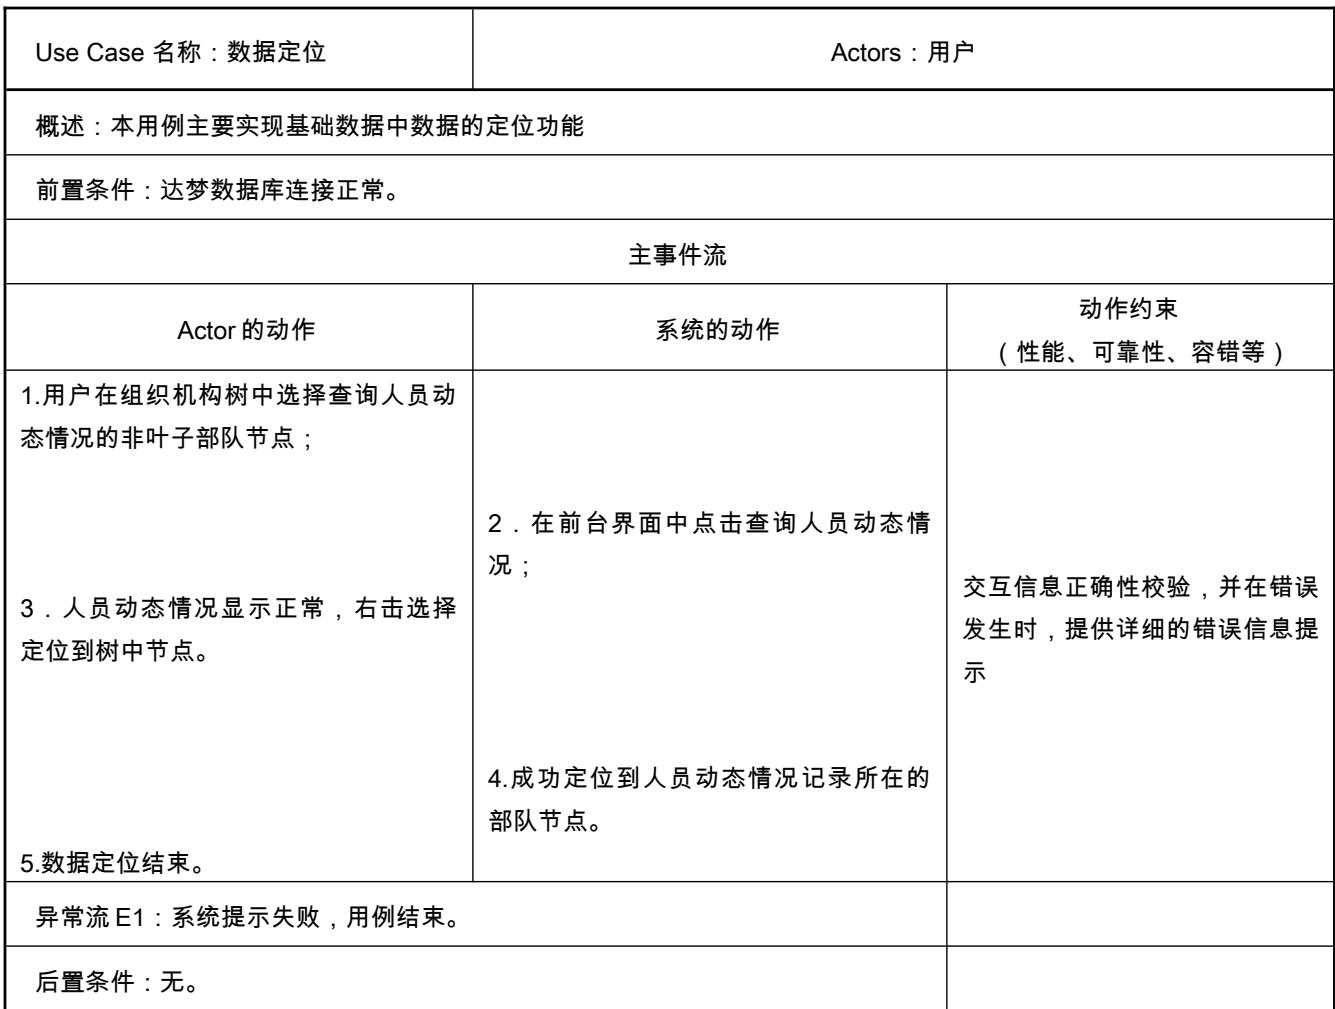 Use Case 名称：数据定位
Actors：用户
概述：本用例主要实现基础数据中数据的定位功能
前置条件：达梦数据库连接正常。
主事件流
Actor 的动作
系统的动作
动作约束
（性能、可靠性、容错等）
1.用户在组织机构树中选择查询人员动
态情况的非叶子部队节点；
2．在前台界面中点击查询人员动态情
况；
3．人员动态情况显示正常，右击选择
定位到树中节点。
4.成功定位到人员动态情况记录所在的
部队节点。
5.数据定位结束。
交互信息正确性校验，并在错误
发生时，提供详细的错误信息提
示
异常流 E1：系统提示失败，用例结束。
后置条件：无。